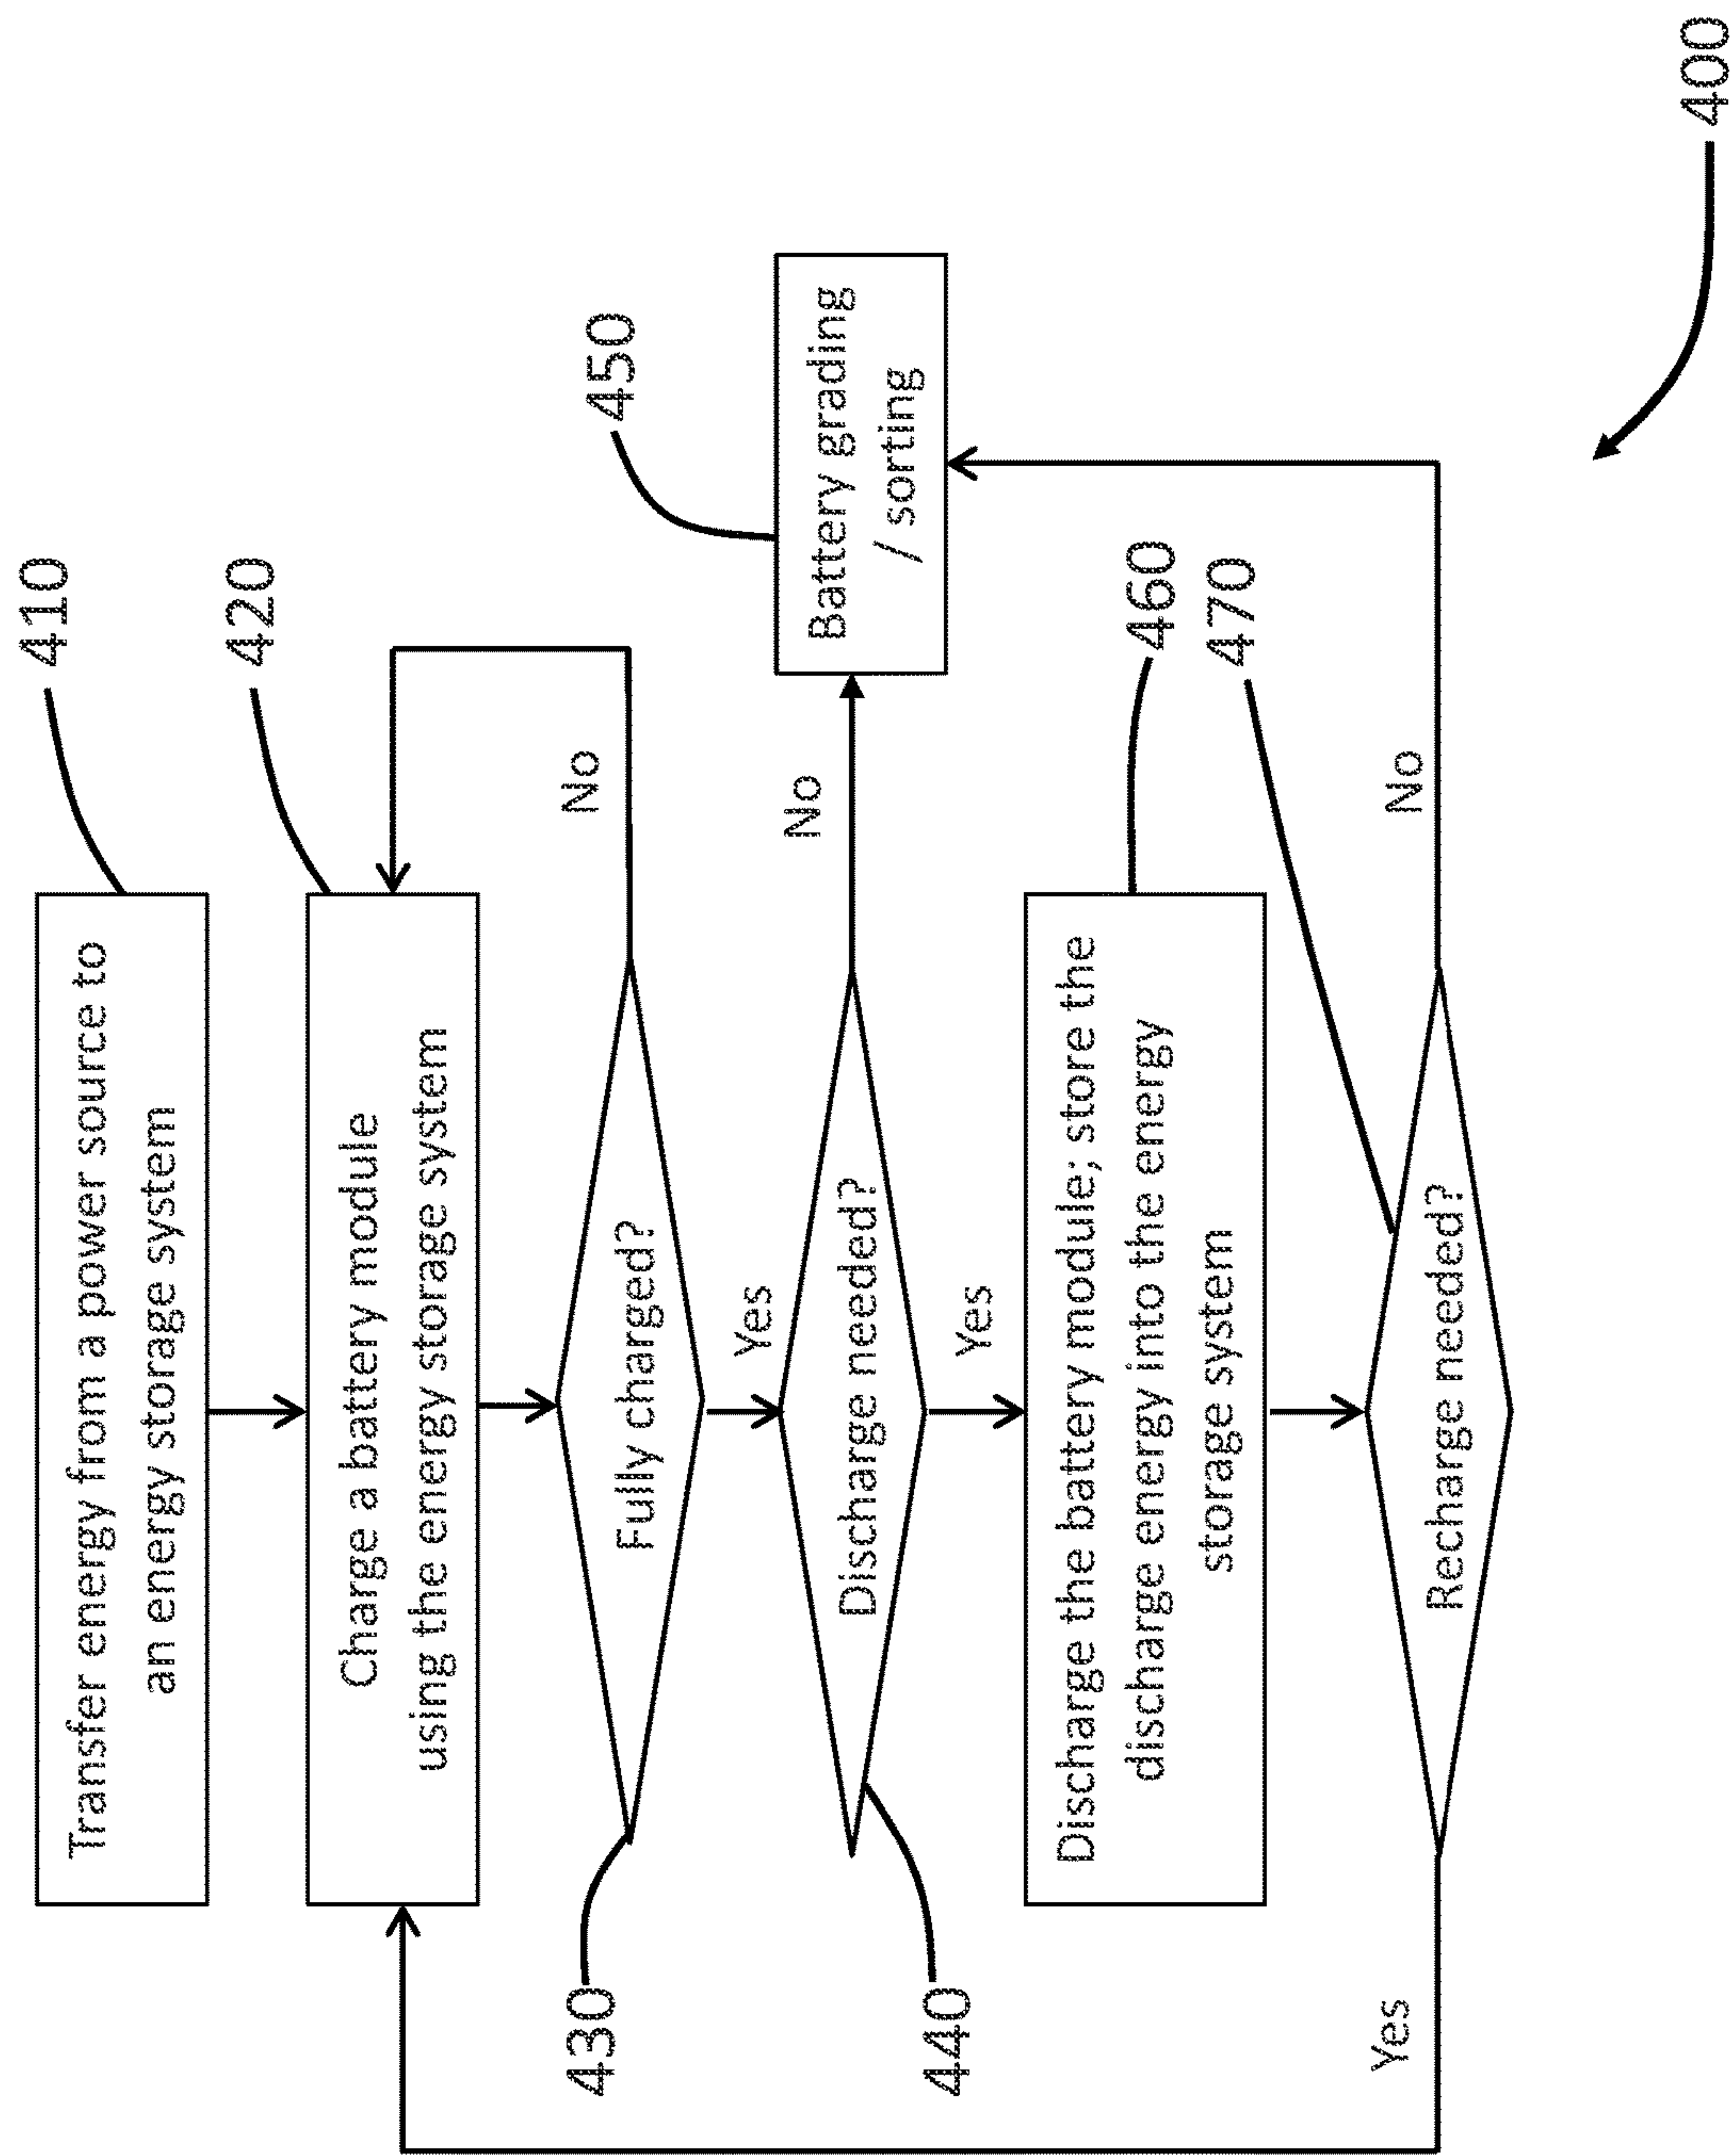 410
Transfer energy from a power source to
an energy storage system
420
Charge a battery module
using the energy storage system
430
Fully charged?
No
Yes
440
Discharge needed?
No
450
Battery grading
/ sorting
Yes
460
Discharge the battery module; store the
discharge energy into the energy
storage system
470
Recharge needed?
Yes
No
400